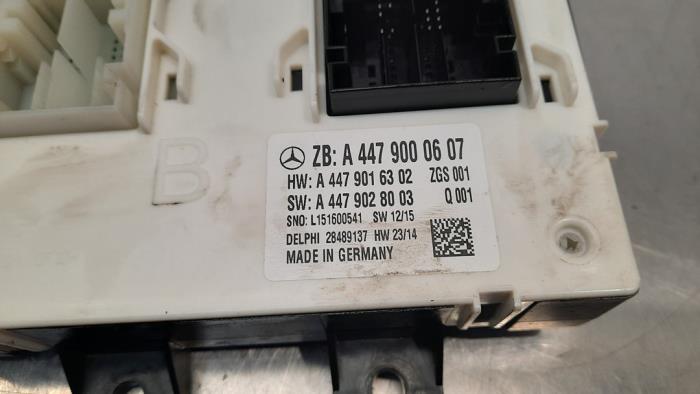 B
ZB: A 447 900 06 07
HW: A 447 901 63 02 ZGS 001
SW: A 447 902 80 03 Q 001
SNO: L151600541 SW 12/15
DELPHI 28489137 HW 23/14
MADE IN GERMANY